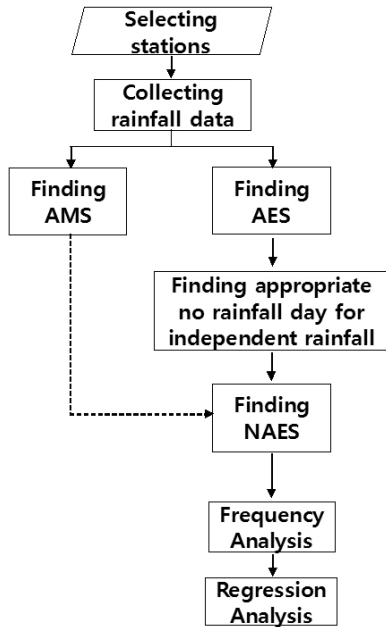 Selecting
stations
Collecting
rainfall data
Finding
AMS
Finding
AES
Finding appropriate
no rainfall day for
independent rainfall
Finding
NAES
Frequency
Analysis
Regression
Analysis